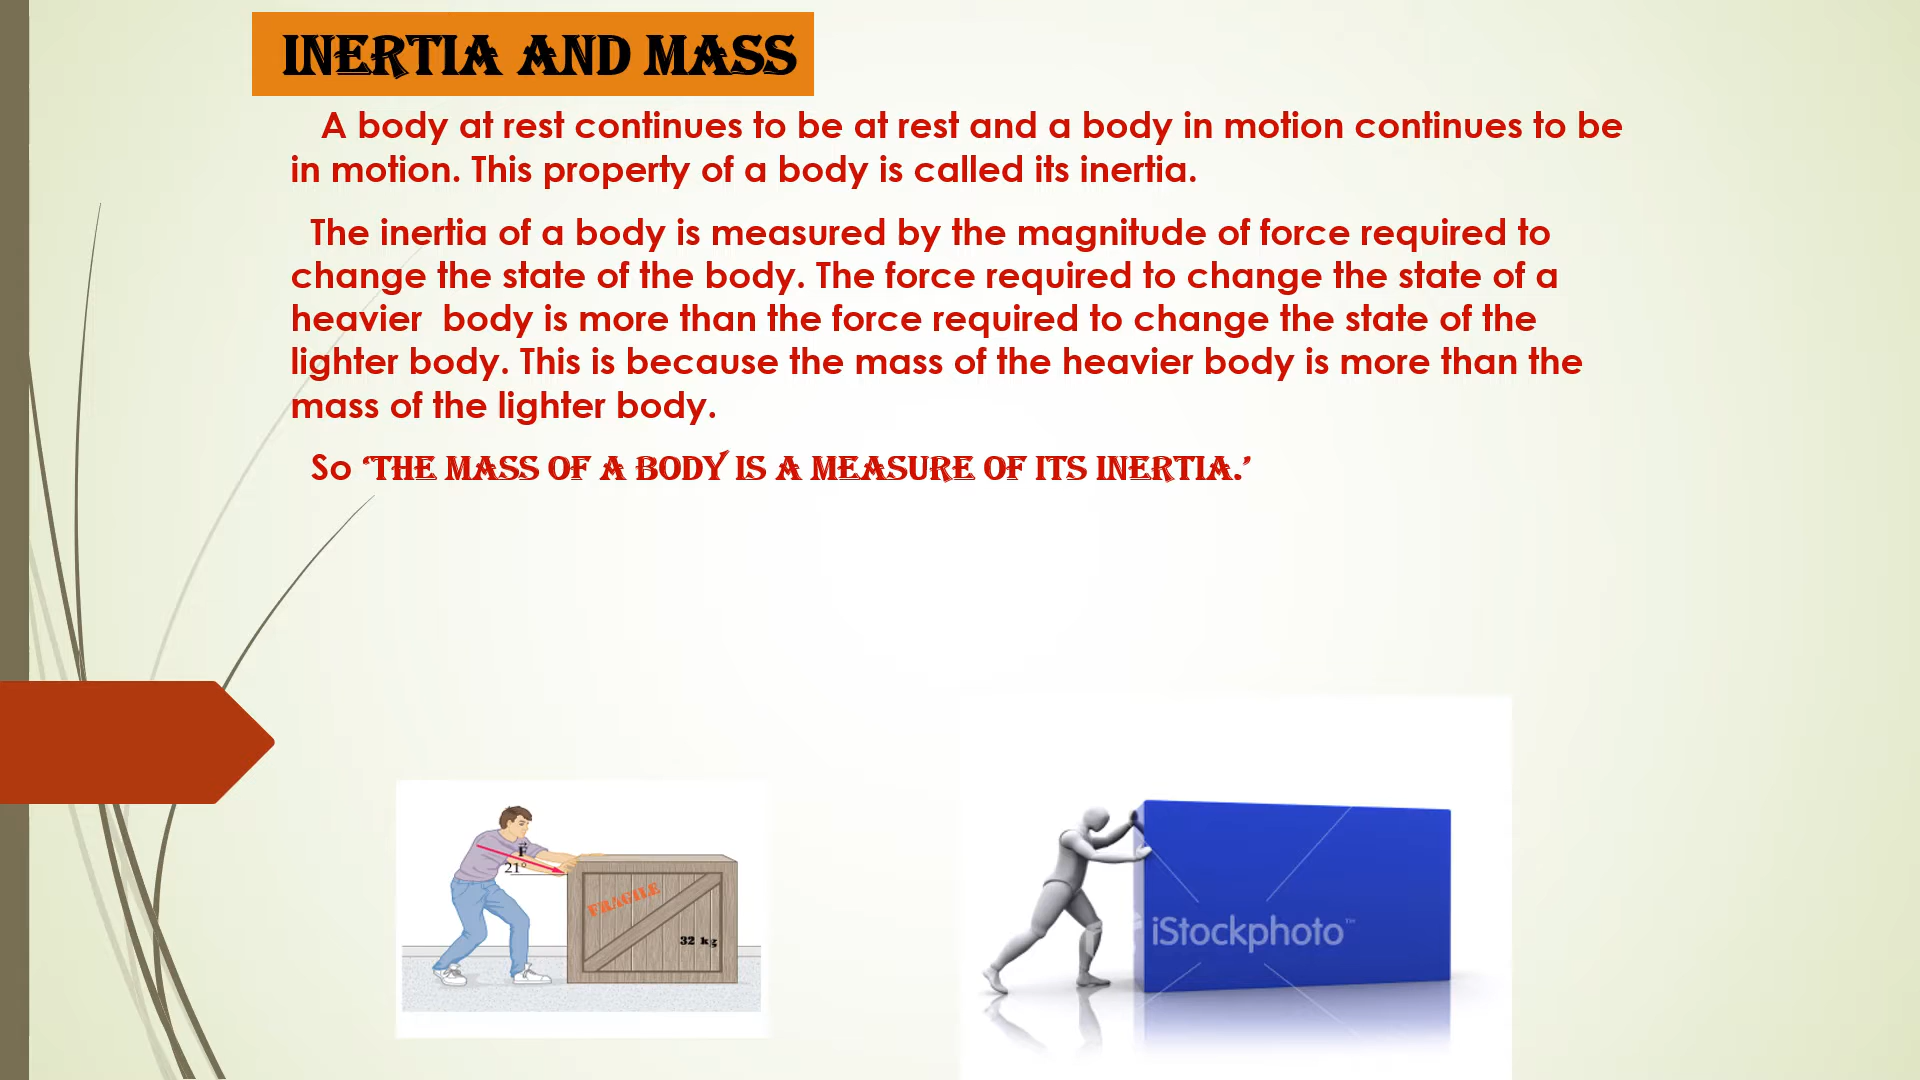 INERTIA AND MASS
A body at rest continues to be at rest and a body in motion continues to be
in motion. This property of a body is called its inertia.
The inertia of a body is measured by the magnitude of force required to
change the state of the body. The force required to change the state of a
heavier body is more than the force required to change the state of the
lighter body. This is because the mass of the heavier body is more than the
mass of the lighter body.
So ‘THE MASS OF A BODY IS A MEASURE OF ITS INERTIA.’
F
21°
FRAGILE
32 kg
iStockphoto™